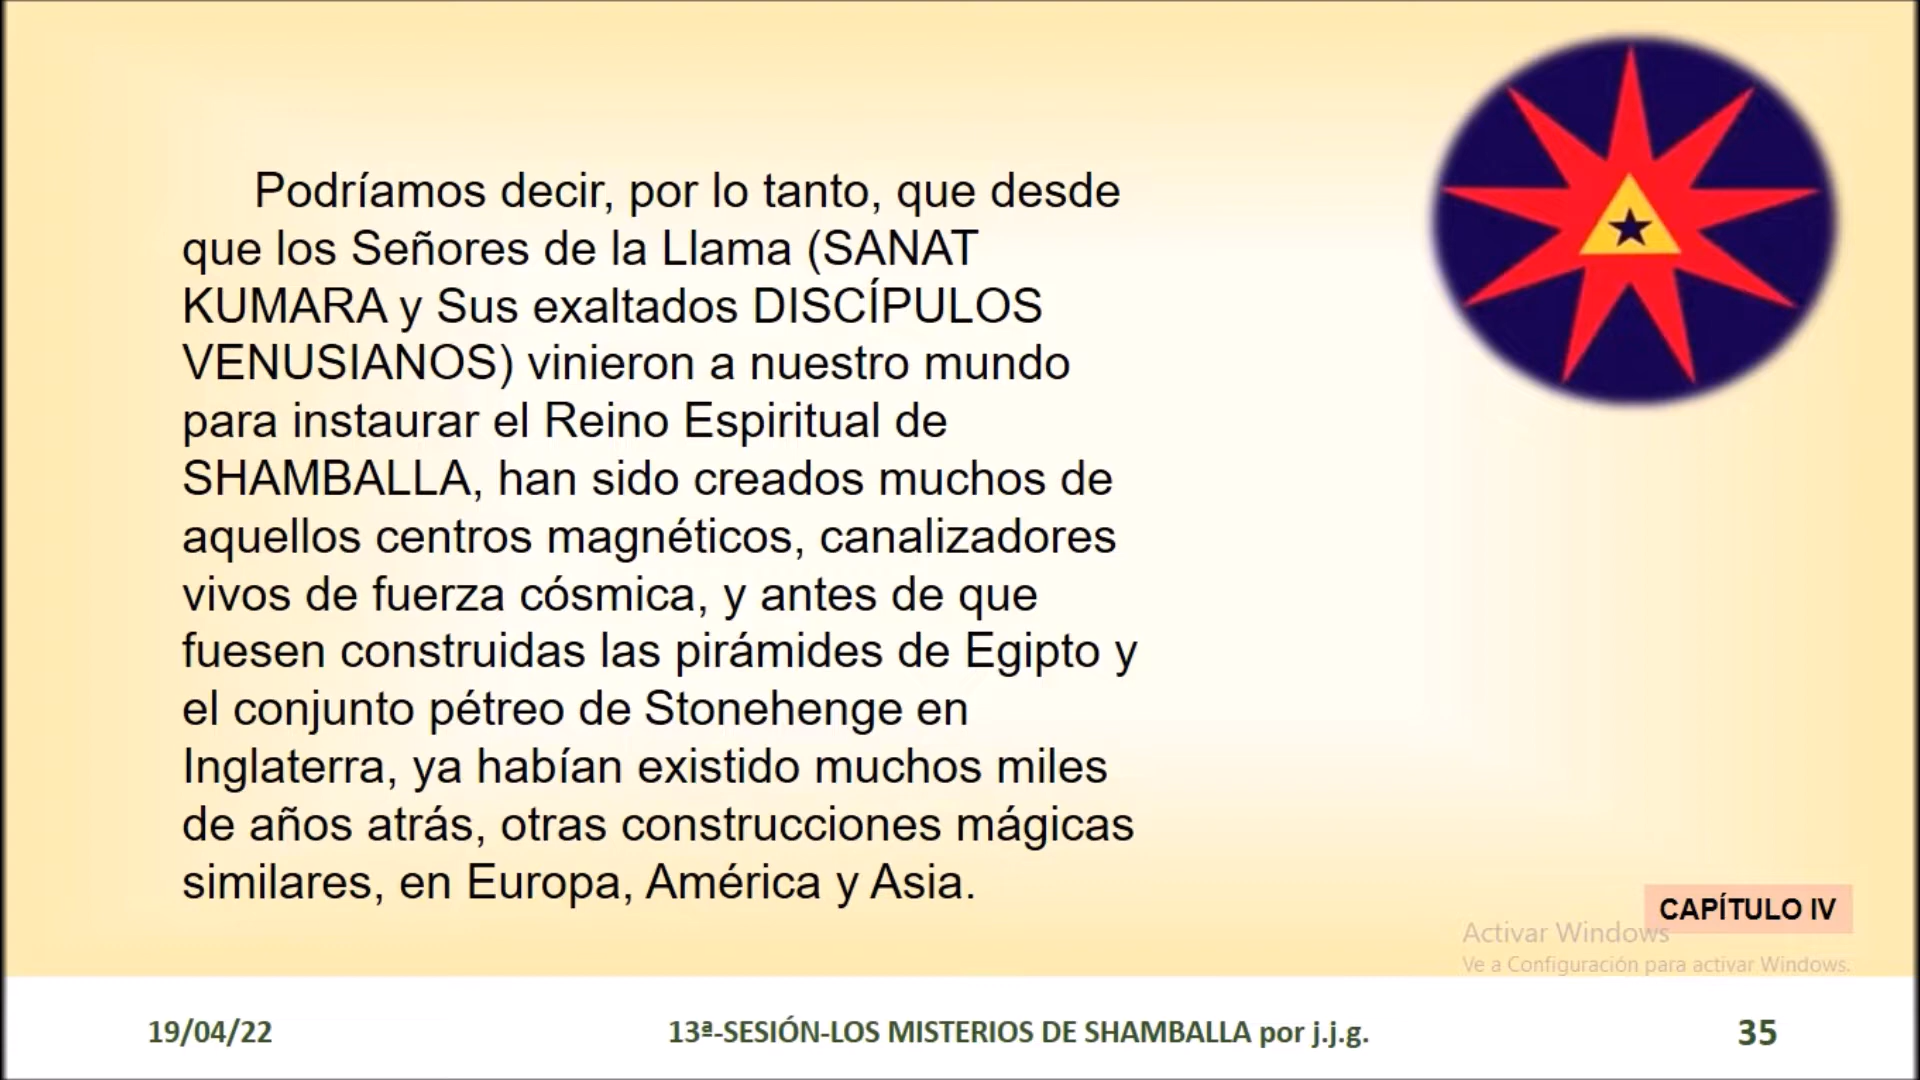 Podríamos decir, por lo tanto, que desde
que los Señores de la Llama (SANAT
KUMARA y Sus exaltados DISCÍPULOS
VENUSIANOS) vinieron a nuestro mundo
para instaurar el Reino Espiritual de
SHAMBALLA, han sido creados muchos de
aquellos centros magnéticos, canalizadores
vivos de fuerza cósmica, y antes de que
fuesen construidas las pirámides de Egipto y
el conjunto pétreo de Stonehenge en
Inglaterra, ya habían existido muchos miles
de años atrás, otras construcciones mágicas
similares, en Europa, América y Asia.
CAPÍTULO IV
Activar Windows
Ve a Configuración para activar Windows.
19/04/22
13ª-SESIÓN-LOS MISTERIOS DE SHAMBALLA por j.j.g.
35